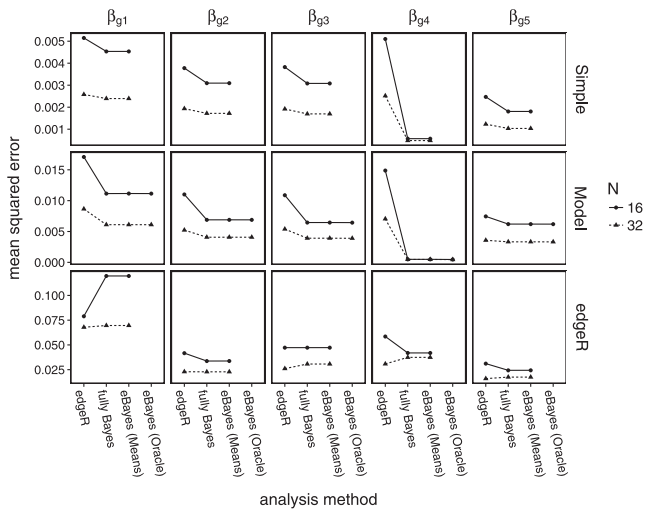 βg1 βg2 βg3 βg4 βg5
0.005
0.004
0.003
0.002
0.001
Simple
0.015
0.010
0.005
0.000
Model
0.100
0.075
0.050
0.025
edgeR
mean squared error
N
16
32
edgeR fully Bayes eBayes (Means) eBayes (Oracle) edgeR fully Bayes eBayes (Means) eBayes (Oracle) edgeR fully Bayes eBayes (Means) eBayes (Oracle) edgeR fully Bayes eBayes (Means) eBayes (Oracle) edgeR fully Bayes eBayes (Means) eBayes (Oracle)
analysis method